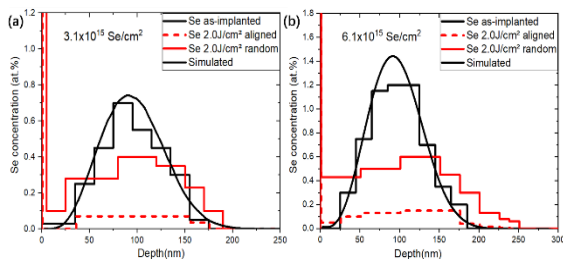 (a)
3.1x10¹⁵ Se/cm²
Se as-implanted
Se 2.0J/cm² aligned
Se 2.0J/cm² random
Simulated
Se concentration (at.%)
1.2
1.0
0.8
0.6
0.4
0.2
0.0
0 50 100 150 200 250
Depth(nm)
(b)
6.1x10¹⁵ Se/cm²
Se as-implanted
Se 2.0J/cm² aligned
Se 2.0J/cm² random
Simulated
Se concentration (at.%)
1.8
1.6
1.4
1.2
1.0
0.8
0.6
0.4
0.2
0.0
0 50 100 150 200 250 300
Depth(nm)